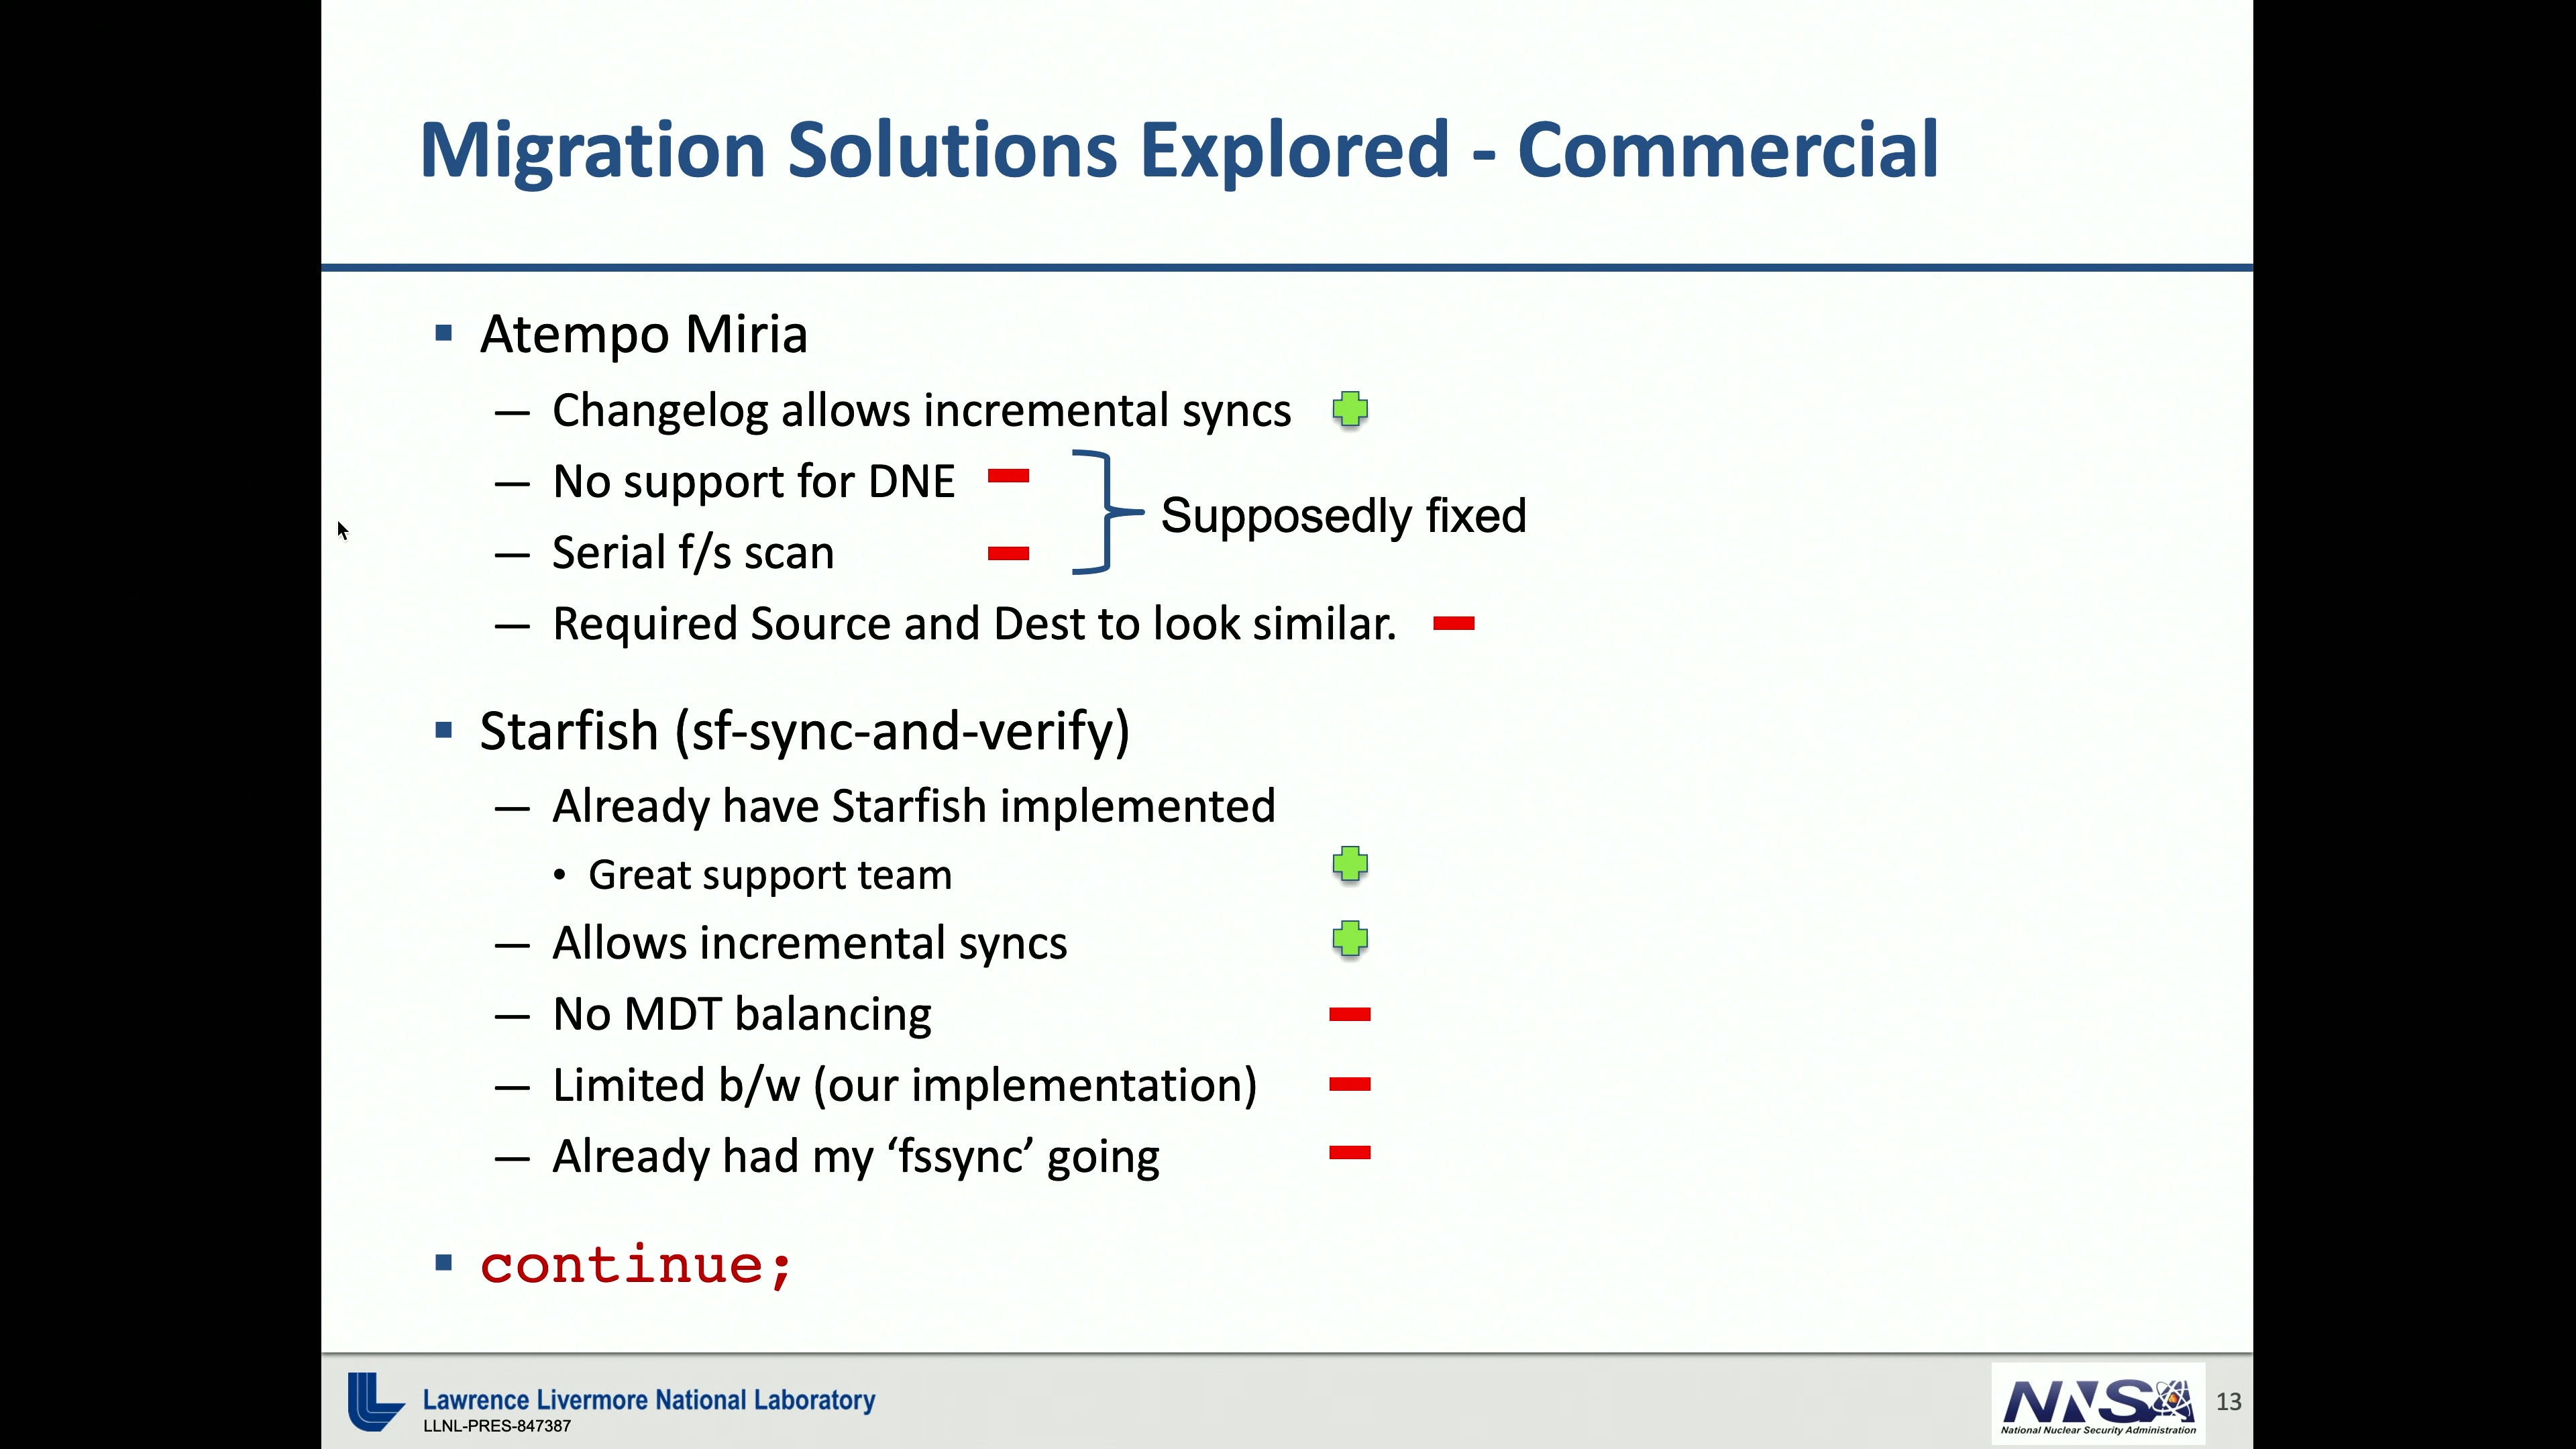 Migration Solutions Explored - Commercial
Atempo Miria
— Changelog allows incremental syncs
— No support for DNE
Supposedly fixed
— Serial f/s scan
— Required Source and Dest to look similar.
Starfish (sf-sync-and-verify)
— Already have Starfish implemented
• Great support team
— Allows incremental syncs
— No MDT balancing
— Limited b/w (our implementation)
— Already had my ‘fssync’ going
continue;
Lawrence Livermore National Laboratory
LLNL-PRES-847387
NNSA
National Nuclear Security Administration
13